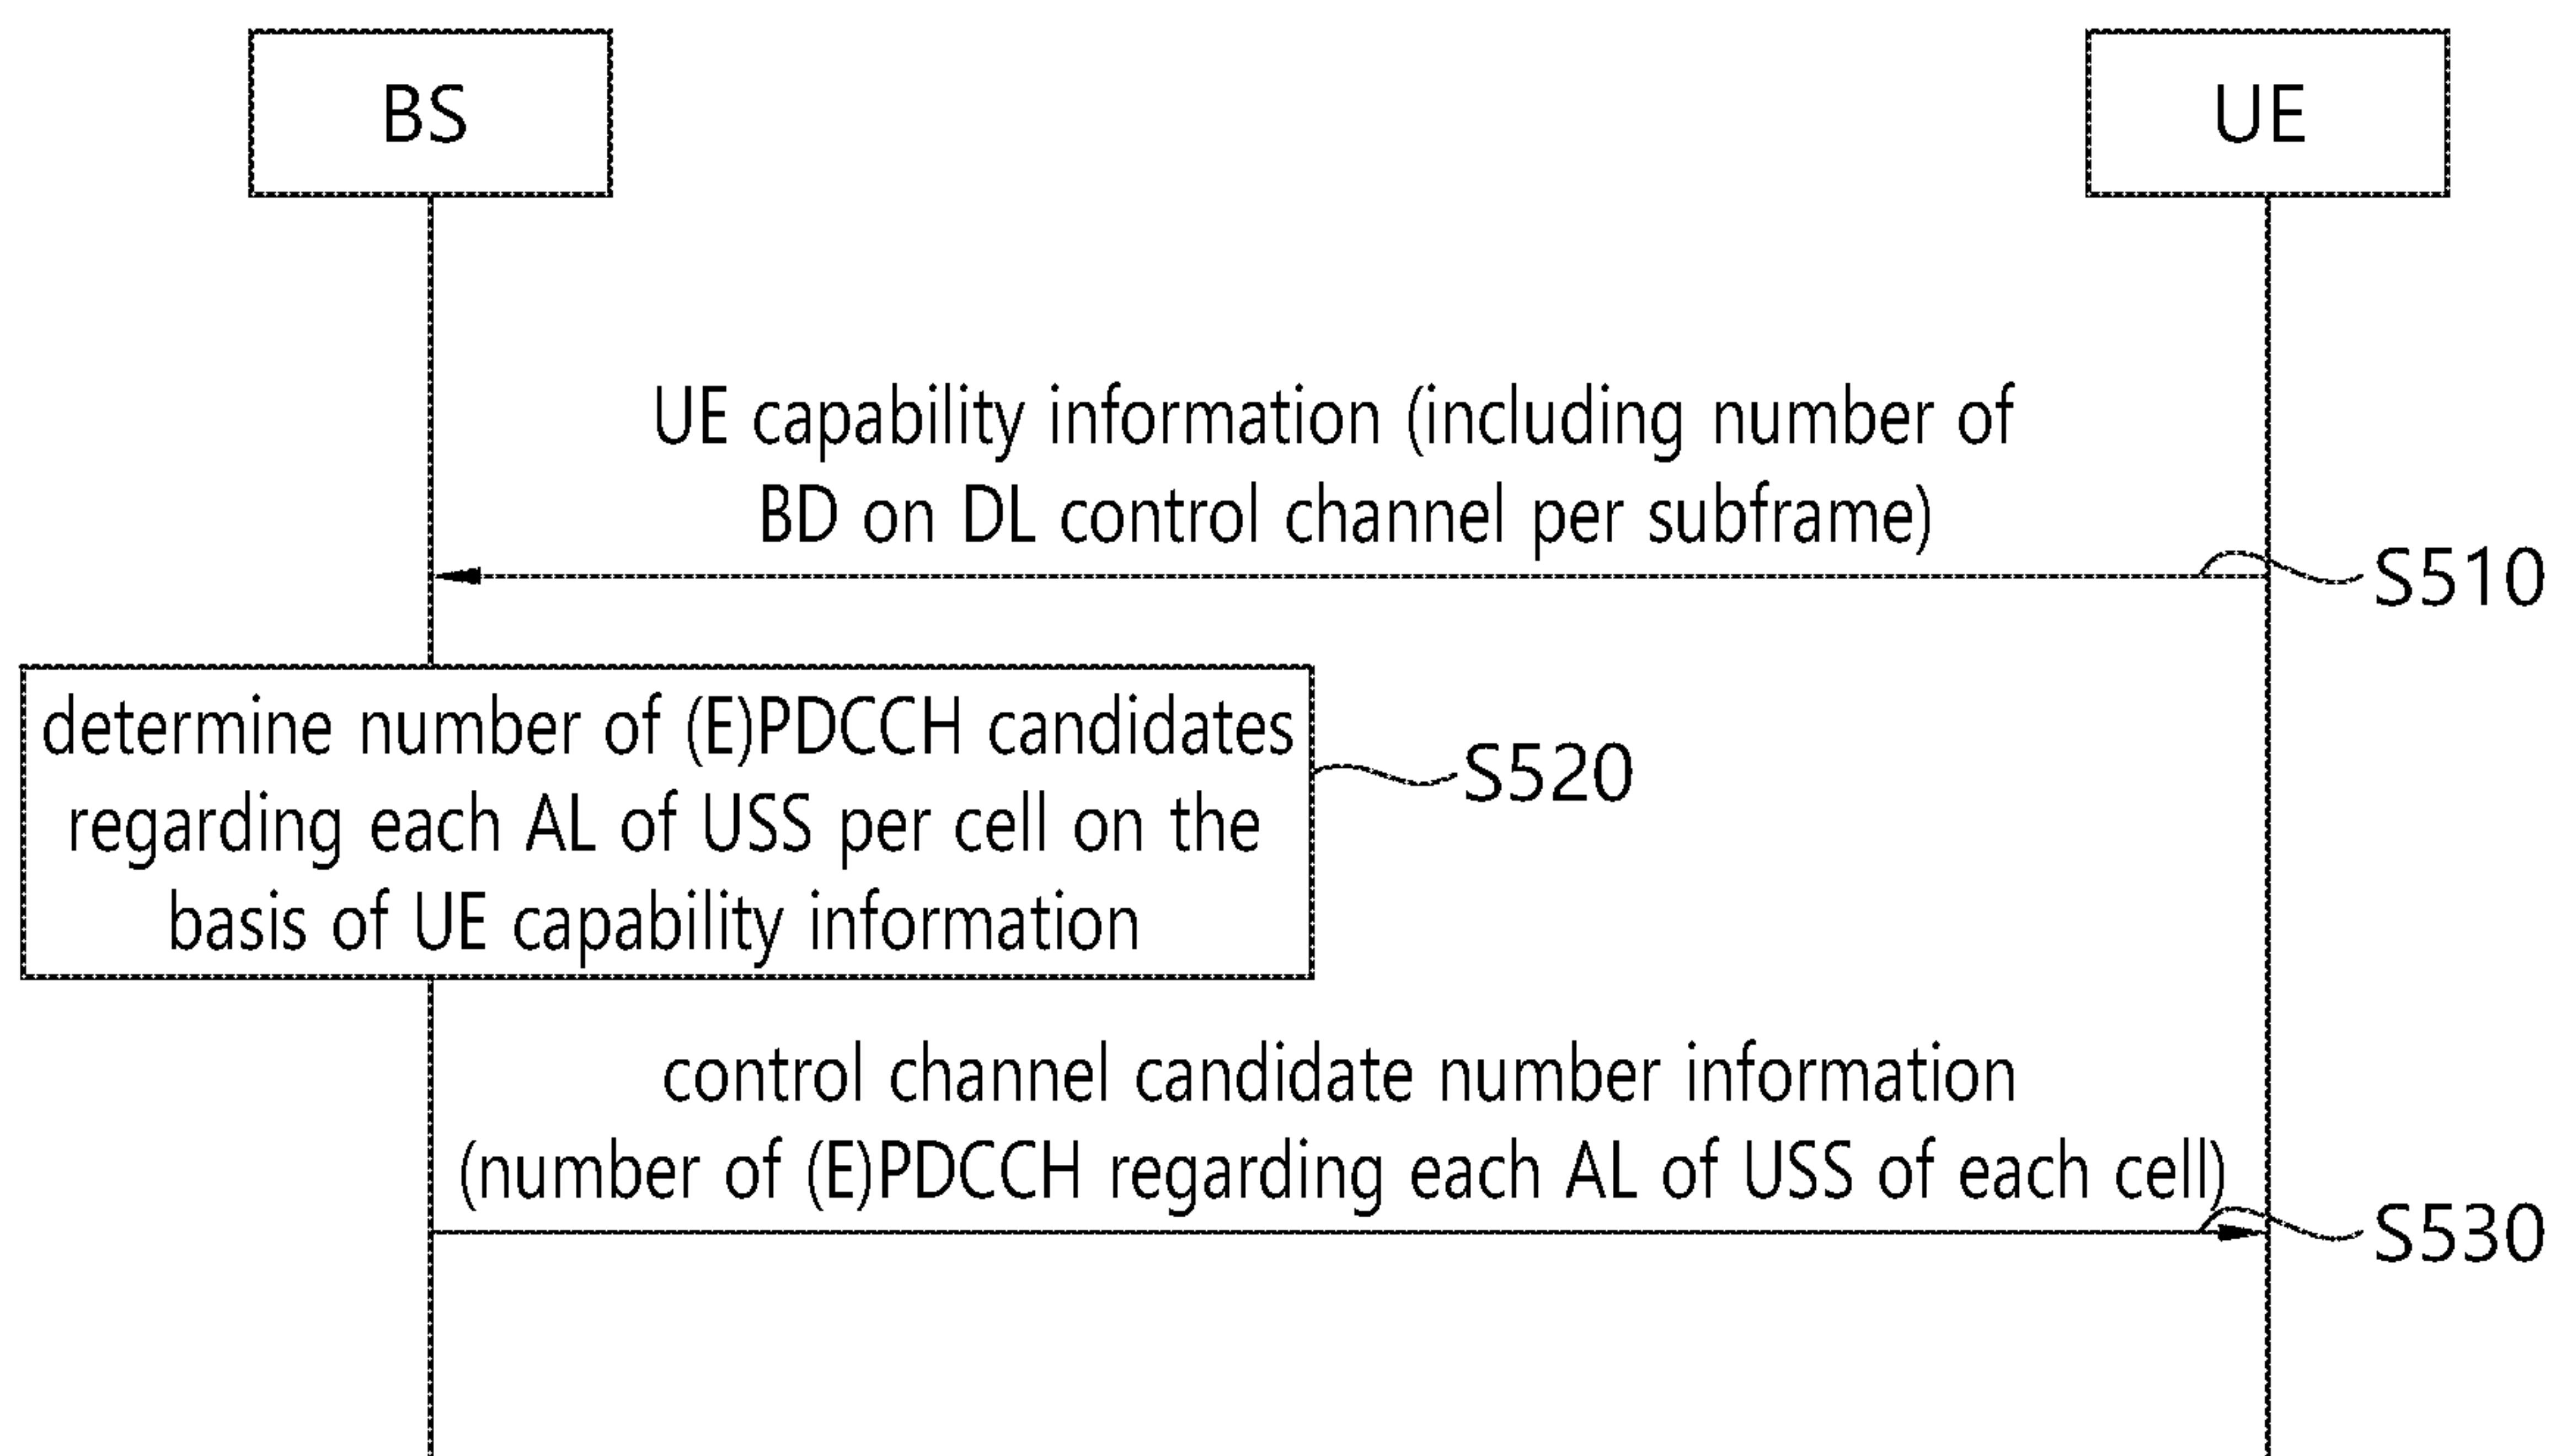 BS
UE
UE capability information (including number of
BD on DL control channel per subframe)
S510
determine number of (E)PDCCH candidates
regarding each AL of USS per cell on the
basis of UE capability information
S520
control channel candidate number information
(number of (E)PDCCH regarding each AL of USS of each cell)
S530